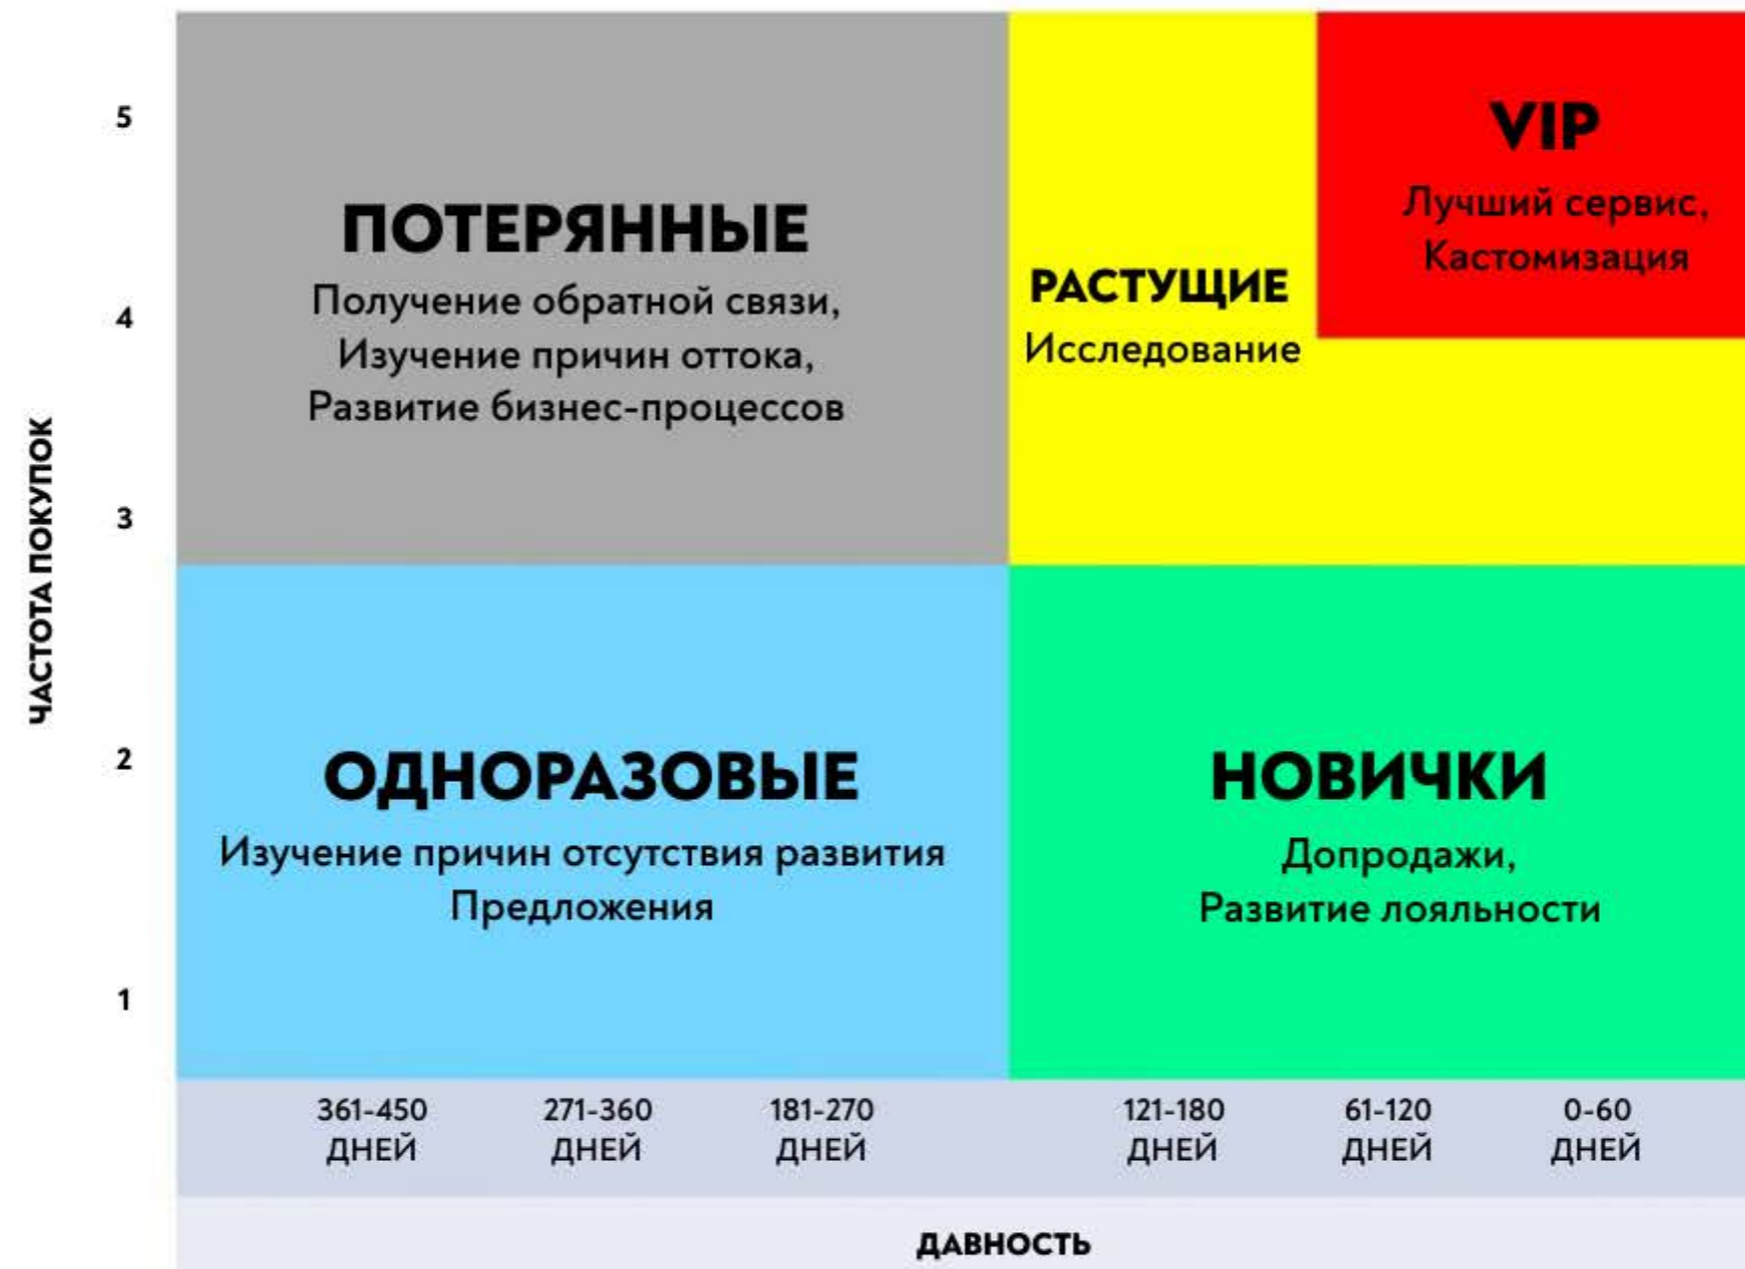 ЧАСТОТА ПОКУПОК
5
4
3
2
1
ПОТЕРЯННЫЕ
Получение обратной связи,
Изучение причин оттока,
Развитие бизнес-процессов
РАСТУЩИЕ
Исследование
VIP
Лучший сервис,
Кастомизация
ОДНОРАЗОВЫЕ
Изучение причин отсутствия развития
Предложения
НОВИЧКИ
Допродажи,
Развитие лояльности
361-450
ДНЕЙ
271-360
ДНЕЙ
181-270
ДНЕЙ
121-180
ДНЕЙ
61-120
ДНЕЙ
0-60
ДНЕЙ
ДАВНОСТЬ